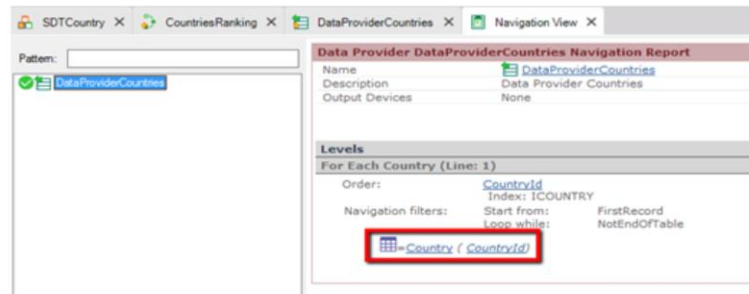 SDTCountry X CountriesRanking X DataProviderCountries X Navigation View X
Pattern:
DataProviderCountries
Data Provider DataProviderCountries Navigation Report
Name DataProviderCountries
Description Data Provider Countries
Output Devices None
Levels
For Each Country (Line: 1)
Order: CountryId
Index: ICOUNTRY
Navigation filters: Start from: FirstRecord
Loop while: NotEndOfTable
=Country ( CountryId)